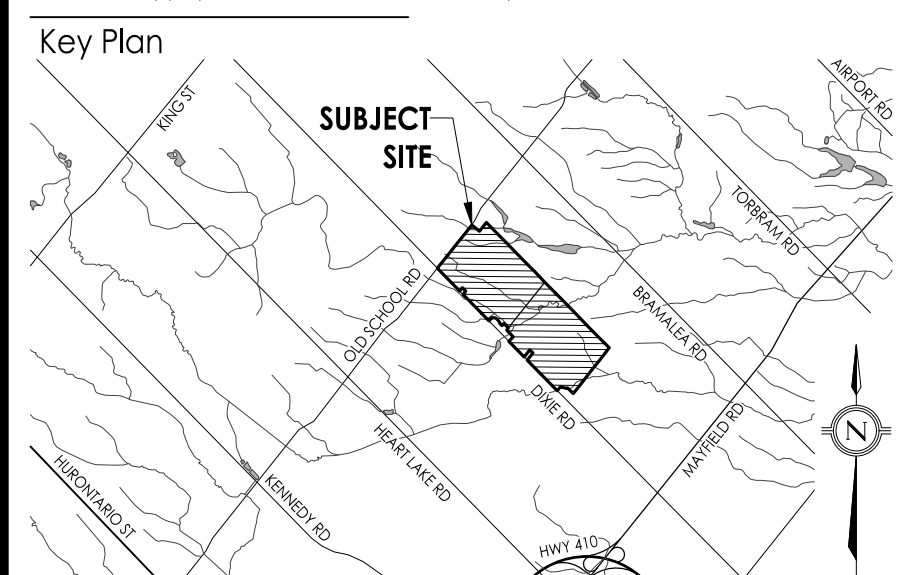 Key Plan
AIRPORT RD
KING ST
SUBJECT
SITE
TORBRAM RD
OLD SCHOOL RD
BRAMALEA RD
DIXIE RD
MAYFIELD RD
N
HEART LAKE RD
HURONTARIO ST
KENNEDY RD
HWY 410